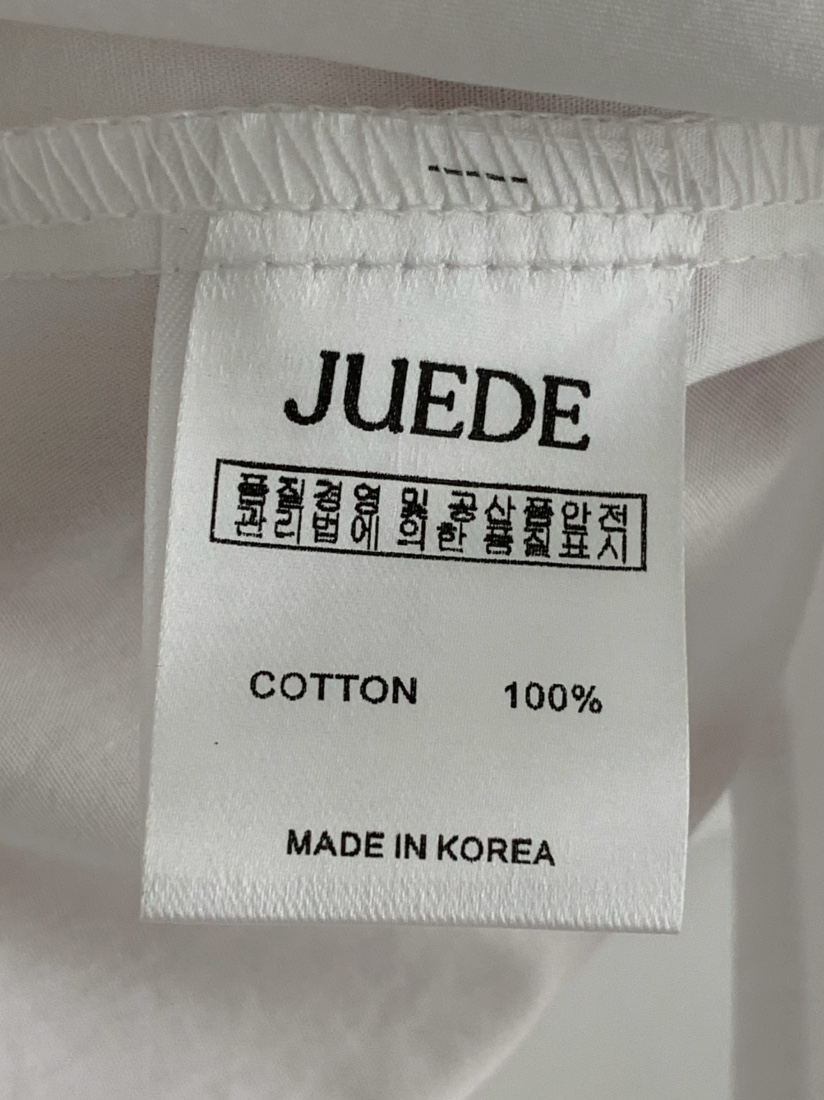 JUEDE
품질경영 및 공산품안전
관리법에 의한 품질표시
COTTON 100%
MADE IN KOREA